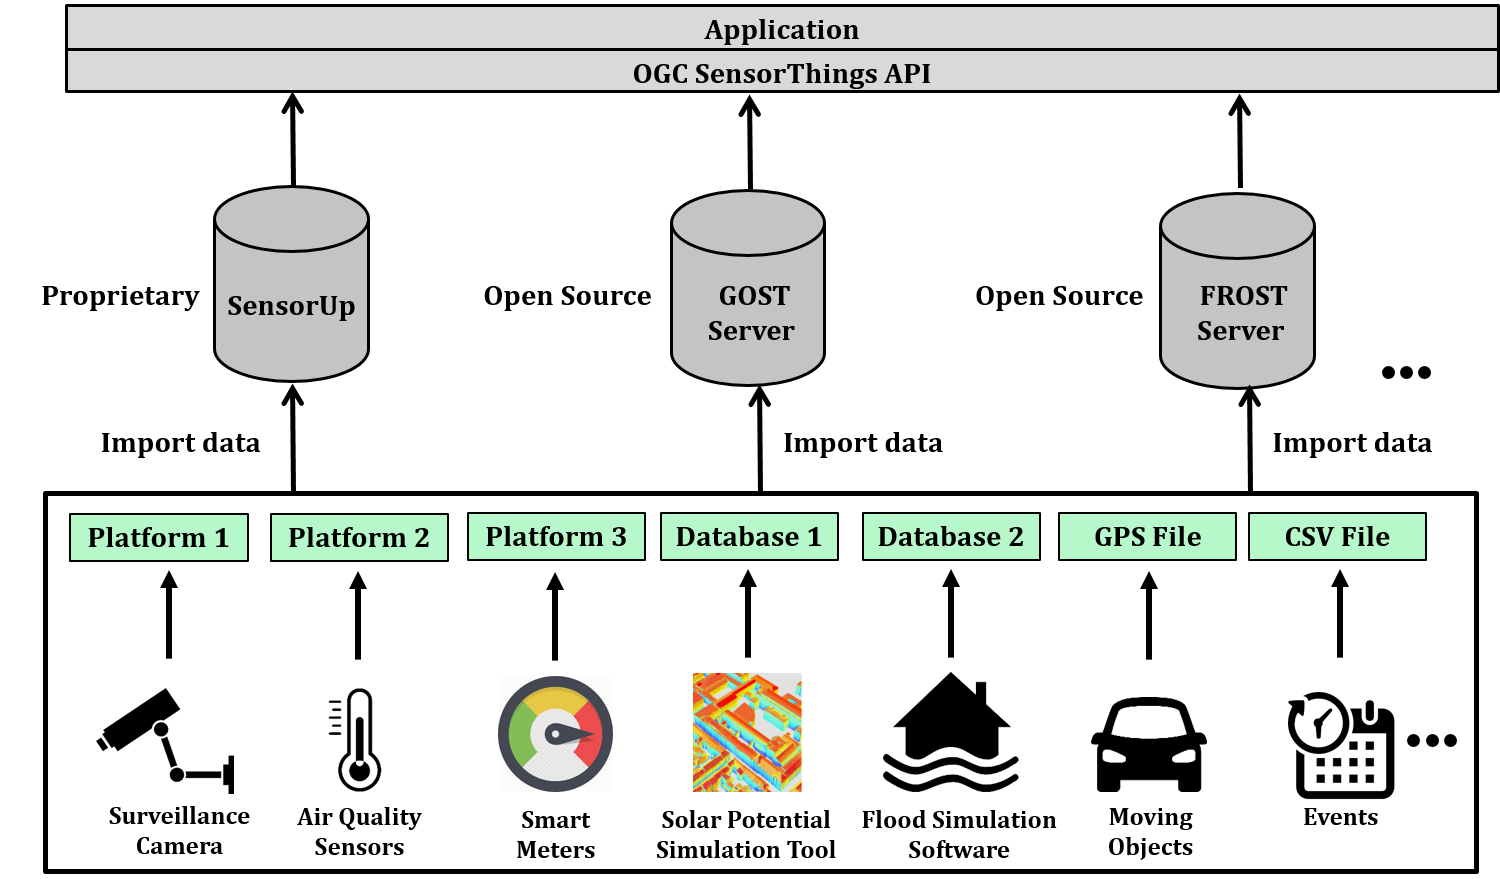 Application
OGC SensorThings API
Proprietary
SensorUp
Open Source
GOST
Server
Open Source
FROST
Server
Import data
Import data
Import data
Platform 1
Platform 2
Platform 3
Database 1
Database 2
GPS File
CSV File
Surveillance
Camera
Air Quality
Sensors
Smart
Meters
Solar Potential
Simulation Tool
Flood Simulation
Software
Moving
Objects
Events